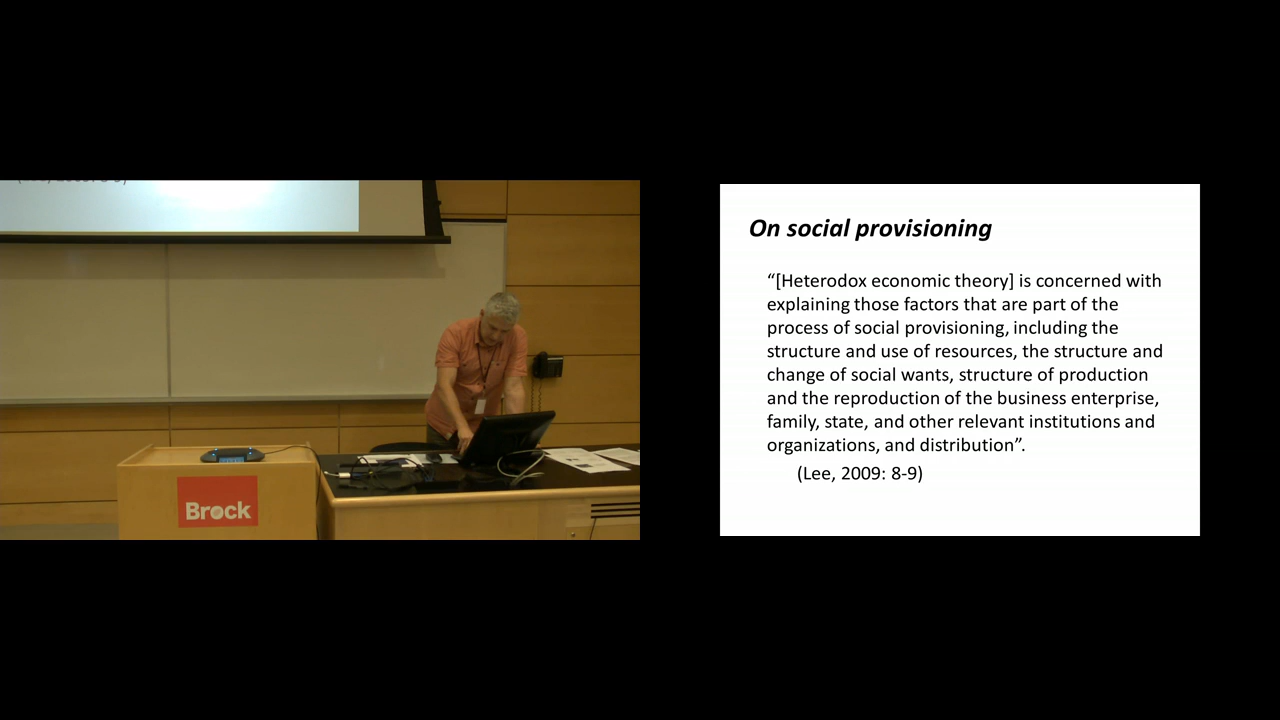 Brock
On social provisioning
“[Heterodox economic theory] is concerned with
explaining those factors that are part of the
process of social provisioning, including the
structure and use of resources, the structure and
change of social wants, structure of production
and the reproduction of the business enterprise,
family, state, and other relevant institutions and
organizations, and distribution”.
(Lee, 2009: 8-9)